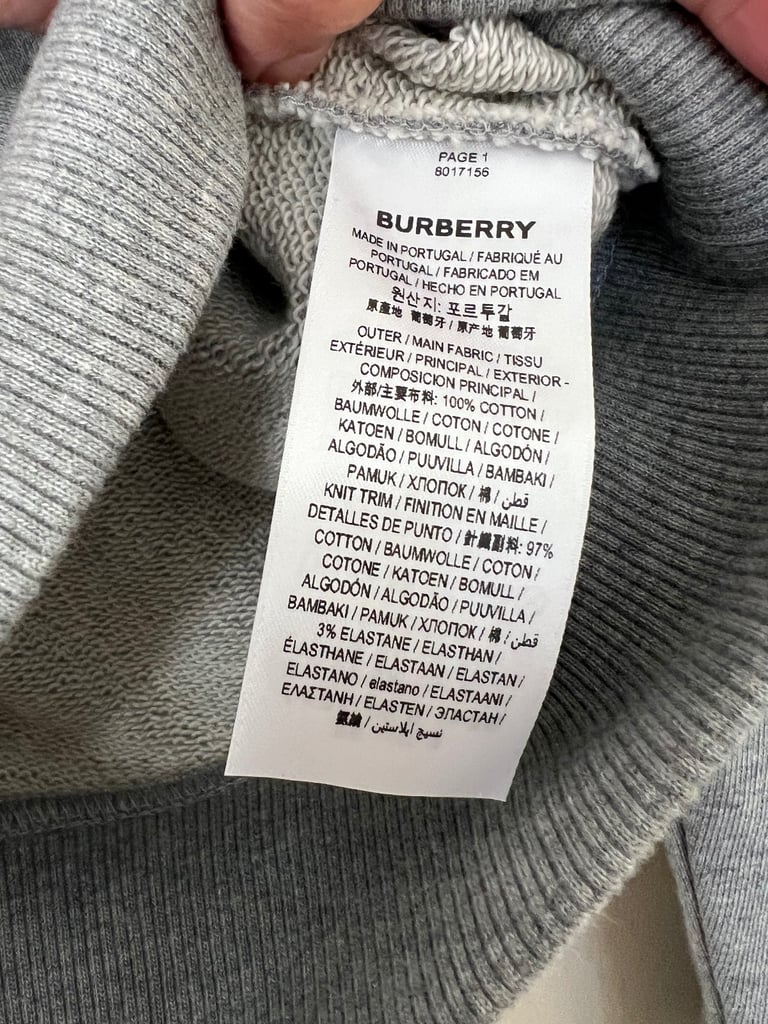 PAGE 1
8017156
BURBERRY
MADE IN PORTUGAL / FABRIQUÉ AU
PORTUGAL / FABRICADO EM
PORTUGAL / HECHO EN PORTUGAL
원산지: 포르투갈
原產地 葡萄牙 / 原产地 葡萄牙
OUTER / MAIN FABRIC / TISSU
EXTÉRIEUR / PRINCIPAL / EXTERIOR -
COMPOSICION PRINCIPAL /
外部/主要布料: 100% COTTON /
BAUMWOLLE / COTON / COTONE /
KATOEN / BOMULL / ALGODÓN /
ALGODÃO / PUUVILLA / BAMBAKI /
PAMUK / ХЛОПОК / 棉 / قطن
KNIT TRIM / FINITION EN MAILLE /
DETALLES DE PUNTO / 針織副料: 97%
COTTON / BAUMWOLLE / COTON /
COTONE / KATOEN / BOMULL /
ALGODÓN / ALGODÃO / PUUVILLA /
BAMBAKI / PAMUK / ХЛОПОК / 棉 / قطن
3% ELASTANE / ELASTHAN /
ÉLASTHANE / ELASTAAN / ELASTAN /
ELASTANO / elastano / ELASTAANI /
ΕΛΑΣΤΑΝΗ / ELASTEN / ЭЛАСТАН /
氨綸 / نسيج ايلاستين